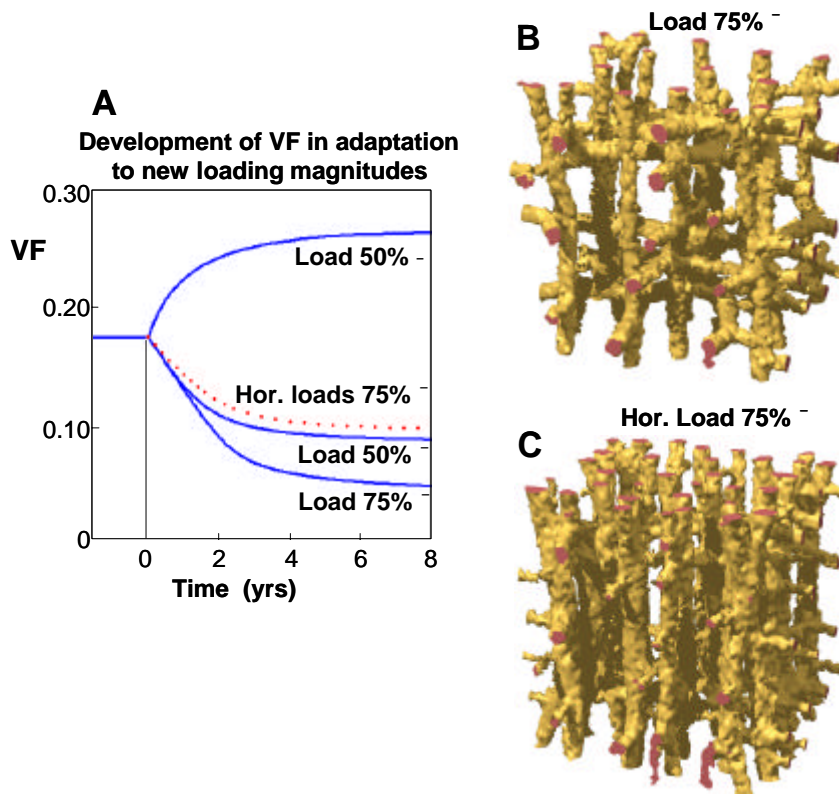 A
Development of VF in adaptation
to new loading magnitudes
0.30
VF
0.20
0.10
0
Load 50% -
Hor. loads 75% -
Load 50% -
Load 75% -
0 2 4 6 8
Time (yrs)
B
Load 75% -
Hor. Load 75% -
C